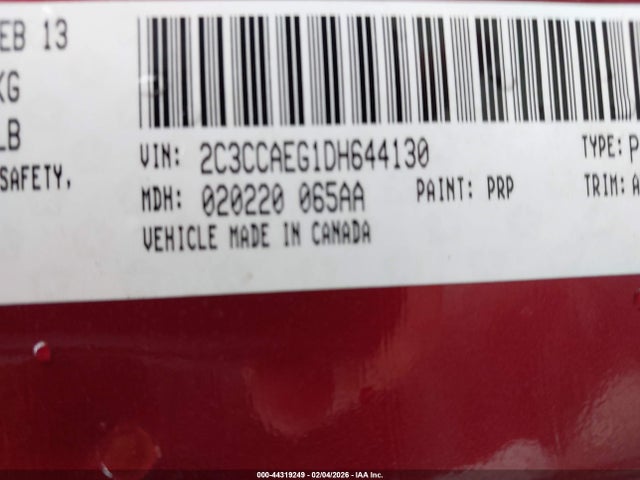 EB 13
KG
LB
SAFETY,
VIN: 2C3CCAEG1DH644130 TYPE: P
MDH: 020220 065AA PAINT: PRP TRIM: A
VEHICLE MADE IN CANADA
000-44319249 - 02/04/2026 - IAA Inc.